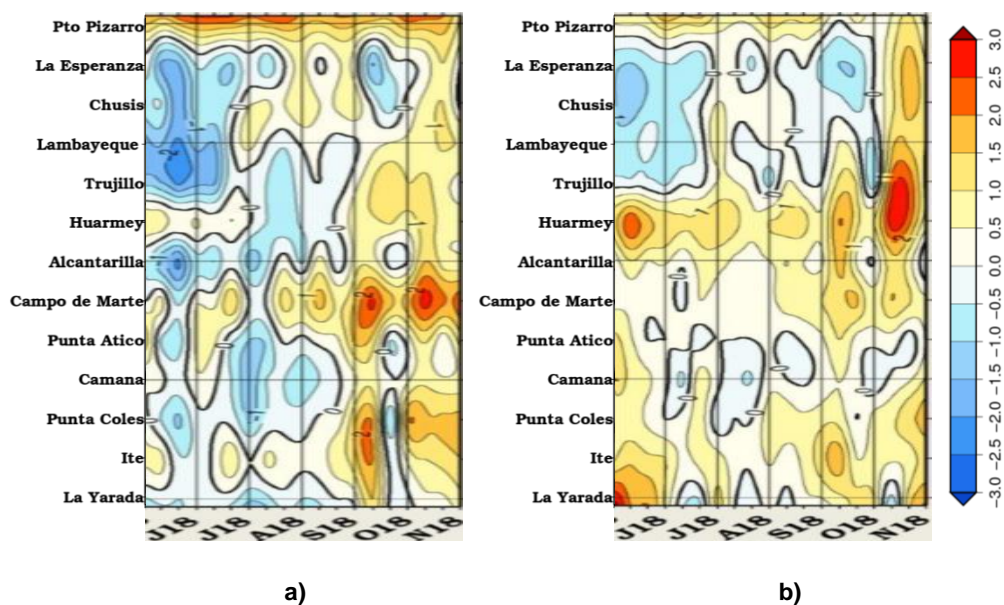 Pto Pizarro
La Esperanza
Chusis
Lambayeque
Trujillo
Huarmey
Alcantarilla
Campo de Marte
Punta Atico
Camana
Punta Coles
Ite
La Yarada
J18 J18 A18 S18 O18 N18
a)
Pto Pizarro
La Esperanza
Chusis
Lambayeque
Trujillo
Huarmey
Alcantarilla
Campo de Marte
Punta Atico
Camana
Punta Coles
Ite
La Yarada
J18 J18 A18 S18 O18 N18
b)
3.0
2.5
2.0
1.5
1.0
0.5
0.0
−0.5
−1.0
−1.5
−2.0
−2.5
−3.0